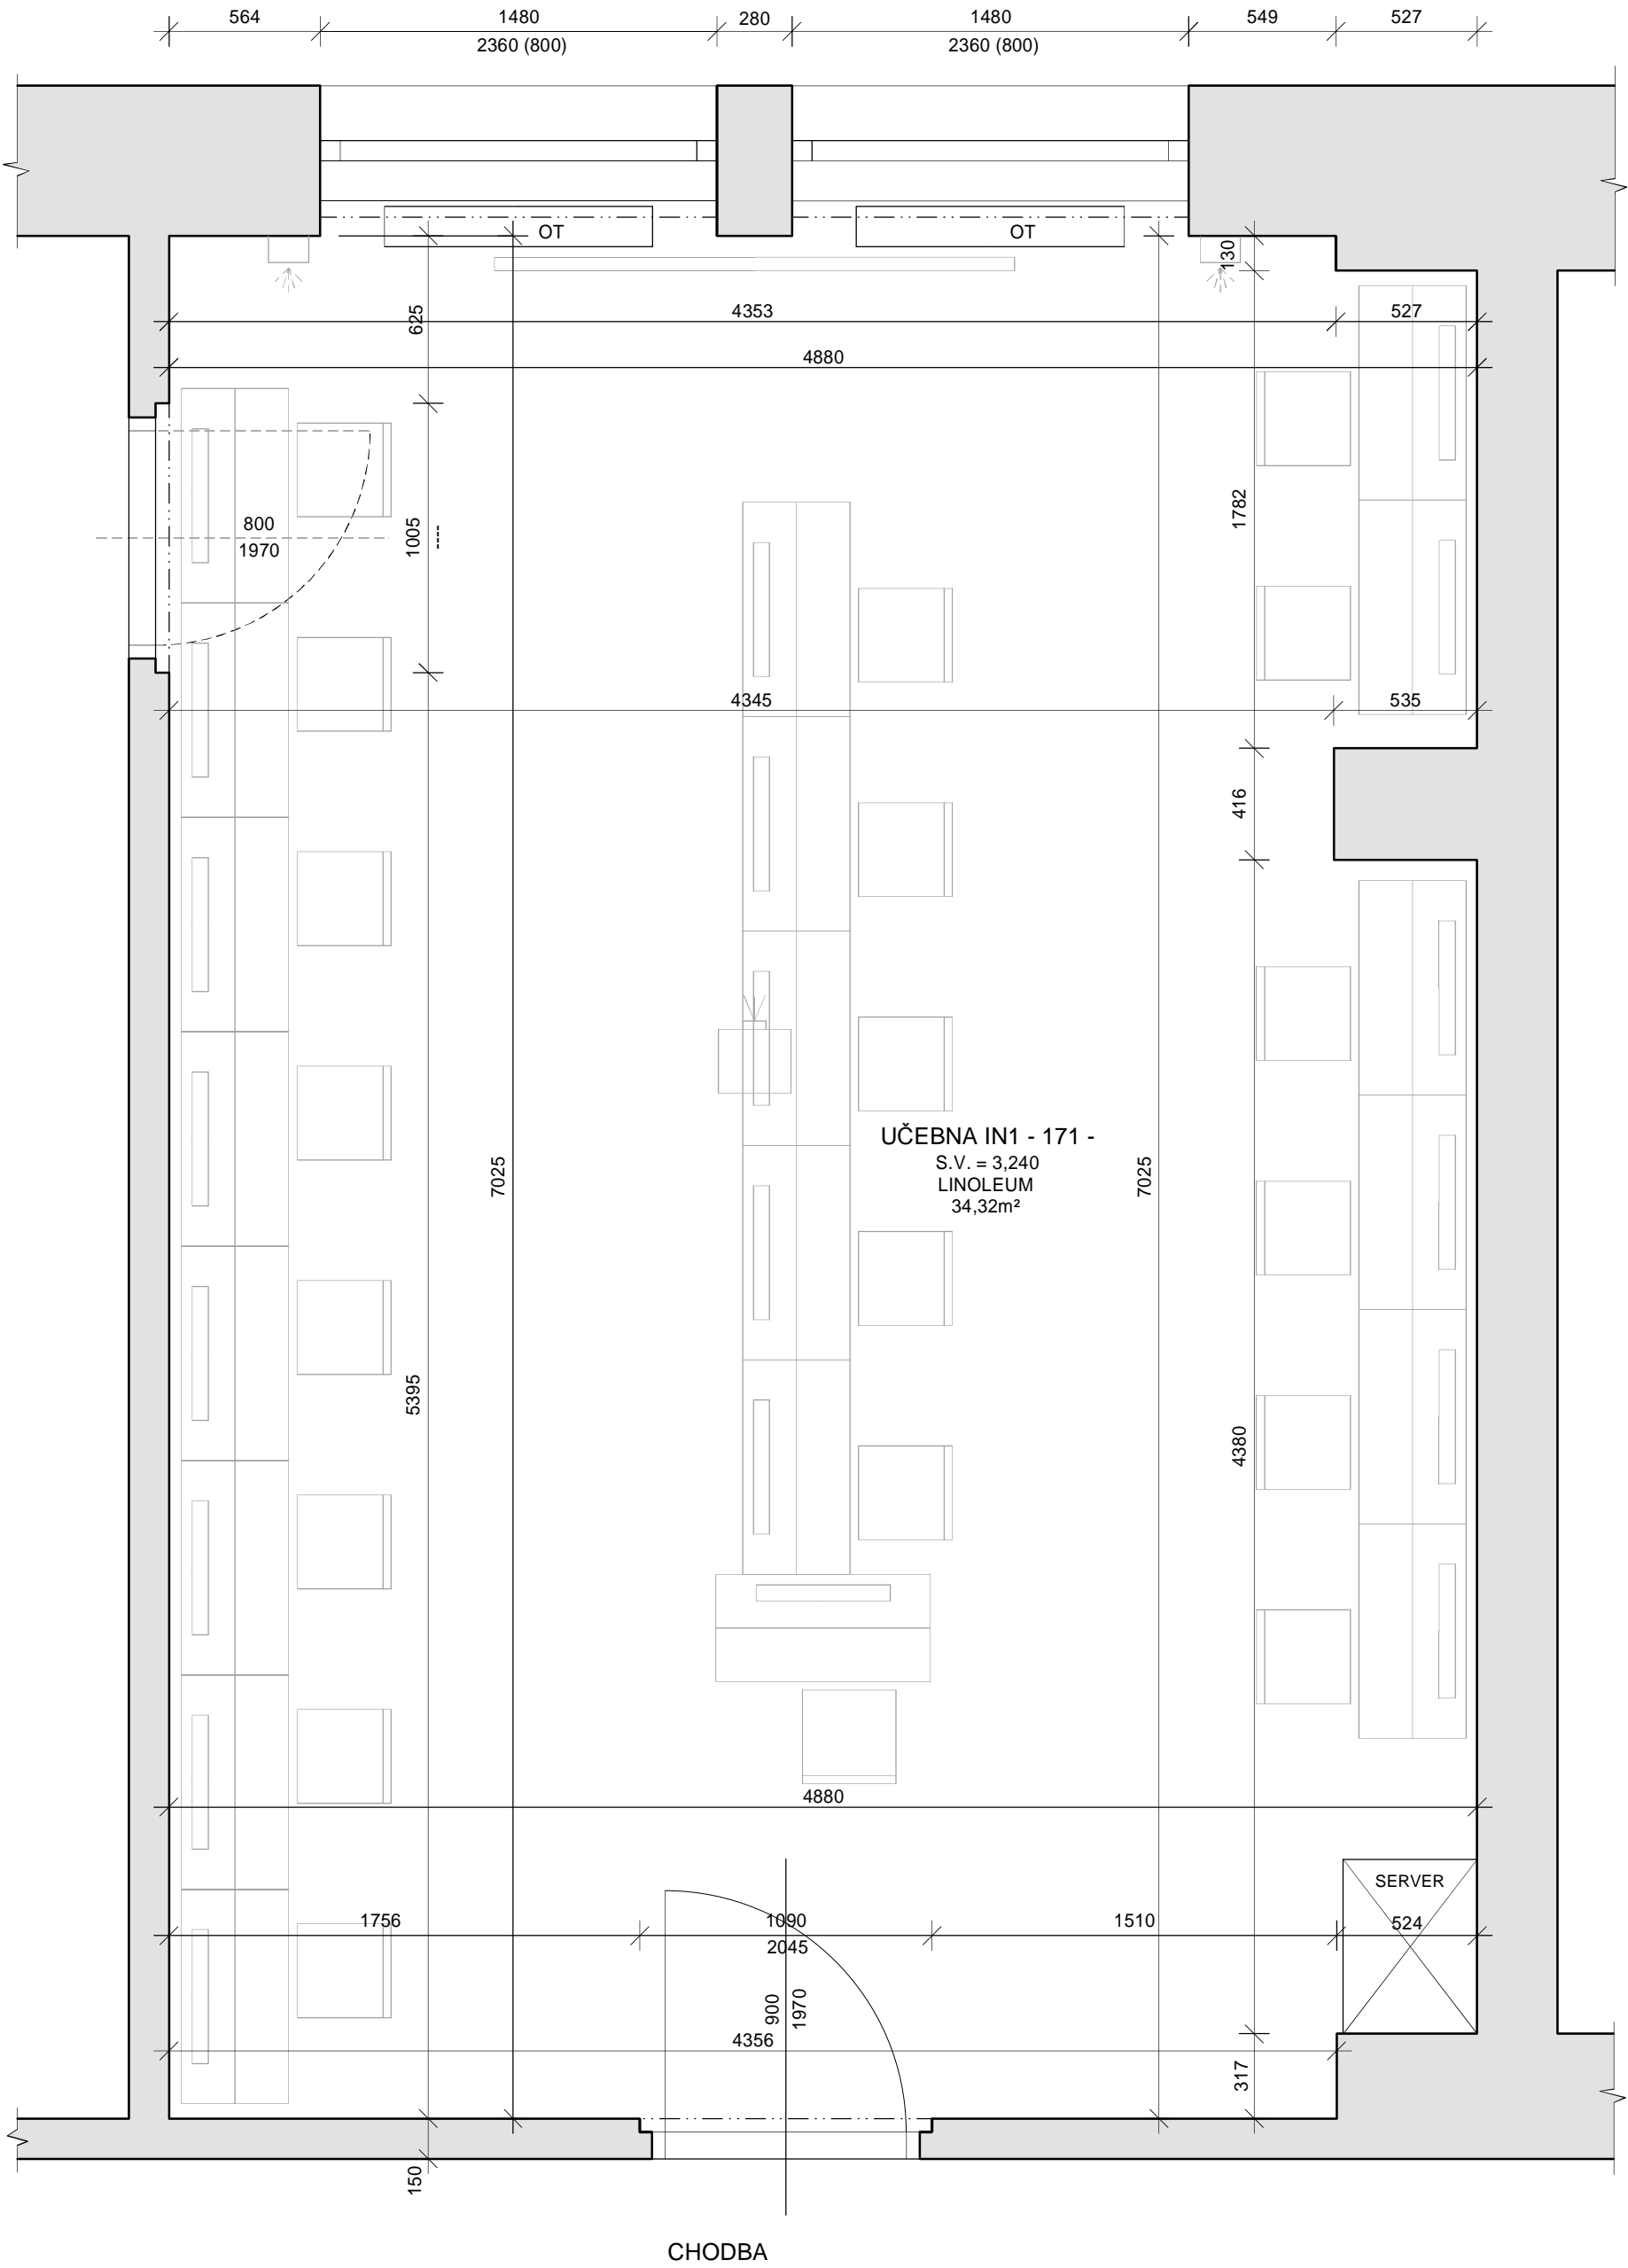 564 1480 280 1480 549 527
2360 (800) 2360 (800)
OT OT
130
625
4353 527
4880
800
1970
1005
1782
4345 535
416
UČEBNA IN1 - 171 -
S.V. = 3,240
LINOLEUM
34,32m²
7025 7025
5395
4380
4880
SERVER
1756 1090 1510 524
2045
900
1970
4356
317
150
CHODBA